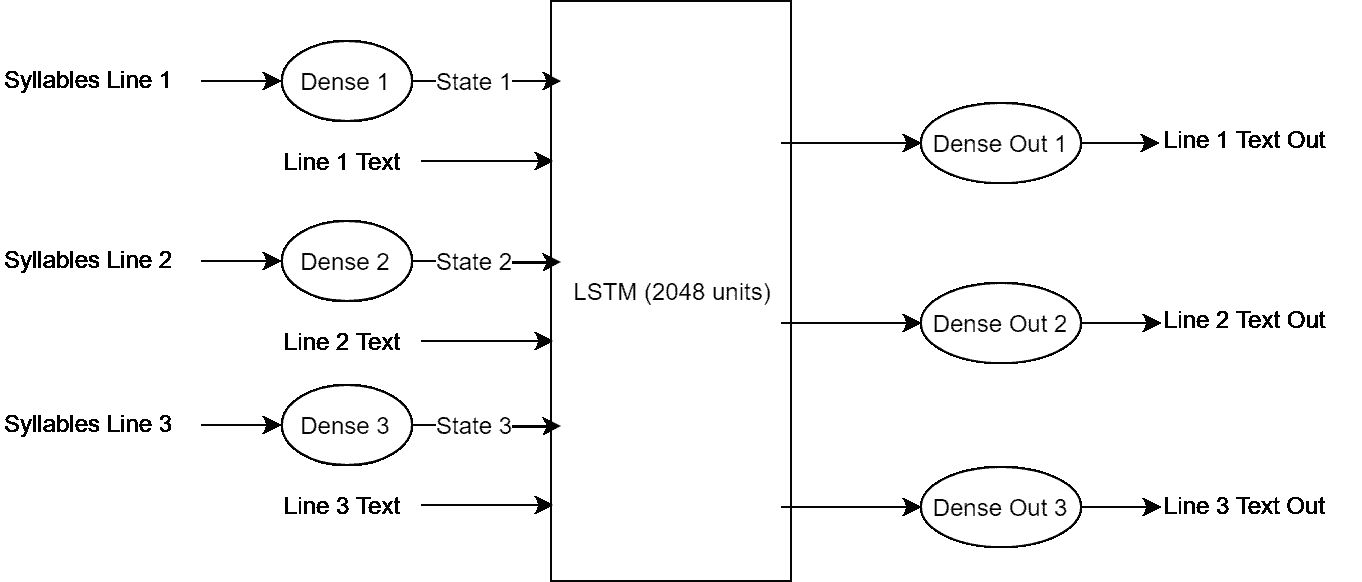 Syllables Line 1
Dense 1
State 1
Line 1 Text
Syllables Line 2
Dense 2
State 2
Line 2 Text
Syllables Line 3
Dense 3
State 3
Line 3 Text
LSTM (2048 units)
Dense Out 1
Line 1 Text Out
Dense Out 2
Line 2 Text Out
Dense Out 3
Line 3 Text Out